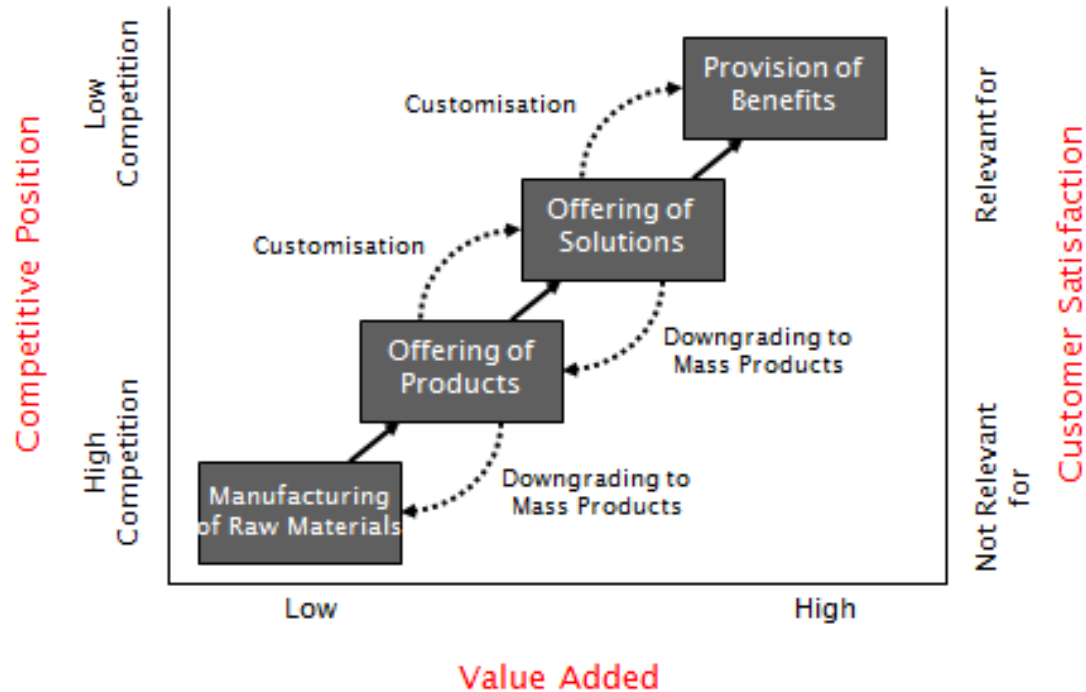 Competitive Position
Low
Competition
High
Competition
Provision of
Benefits
Customisation
Offering of
Solutions
Customisation
Downgrading to
Mass Products
Offering of
Products
Downgrading to
Mass Products
Manufacturing
of Raw Materials
Relevant for
Not Relevant
for
Customer Satisfaction
Low
High
Value Added